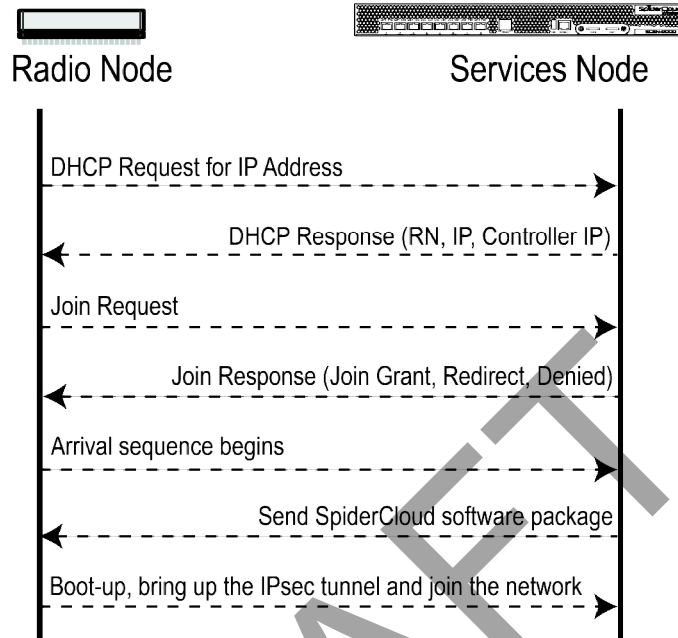 SpiderCloud
Radio Node
Services Node
DHCP Request for IP Address
DHCP Response (RN, IP, Controller IP)
Join Request
Join Response (Join Grant, Redirect, Denied)
Arrival sequence begins
Send SpiderCloud software package
Boot-up, bring up the IPsec tunnel and join the network
AFT